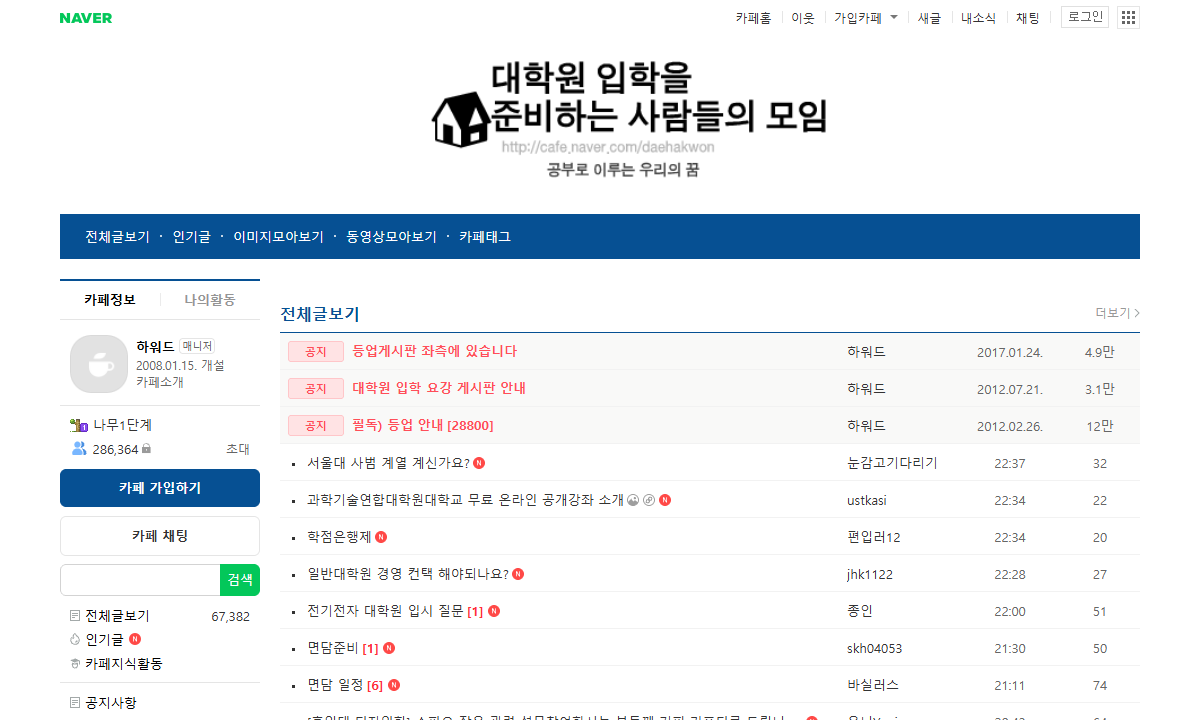 NAVER
카페홈 이웃 가입카페 새글 내소식 채팅 로그인
대학원 입학을
준비하는 사람들의 모임
http://cafe.naver.com/daehakwon
공부로 이루는 우리의 꿈
전체글보기 · 인기글 · 이미지모아보기 · 동영상모아보기 · 카페태그
카페정보 나의활동
하워드 매니저
2008.01.15. 개설
카페소개
나무1단계
286,364 초대
카페 가입하기
카페 채팅
검색
전체글보기 67,382
인기글 N
카페지식활동
공지사항
전체글보기 더보기
공지 등업게시판 좌측에 있습니다 하워드 2017.01.24. 4.9만
공지 대학원 입학 요강 게시판 안내 하워드 2012.07.21. 3.1만
공지 필독) 등업 안내 [28800] 하워드 2012.02.26. 12만
서울대 사범 계열 계신가요? N 눈감고기다리기 22:37 32
과학기술연합대학원대학교 무료 온라인 공개강좌 소개 N ustkasi 22:34 22
학점은행제 N 편입러12 22:34 20
일반대학원 경영 컨택 해야되나요? N jhk1122 22:28 27
전기전자 대학원 입시 질문 [1] N 종인 22:00 51
면담준비 [1] N skh04053 21:30 50
면담 일정 [6] N 바실러스 21:11 74